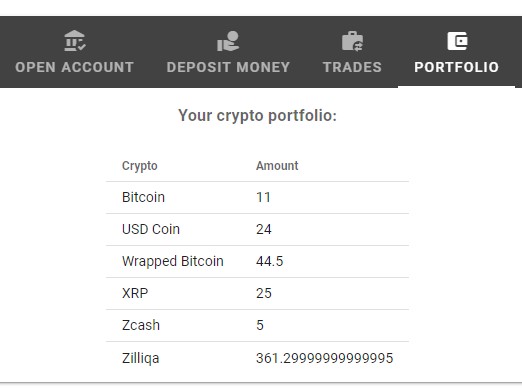 OPEN ACCOUNT DEPOSIT MONEY TRADES PORTFOLIO
Your crypto portfolio:
Crypto Amount
Bitcoin 11
USD Coin 24
Wrapped Bitcoin 44.5
XRP 25
Zcash 5
Zilliqa 361.29999999999995